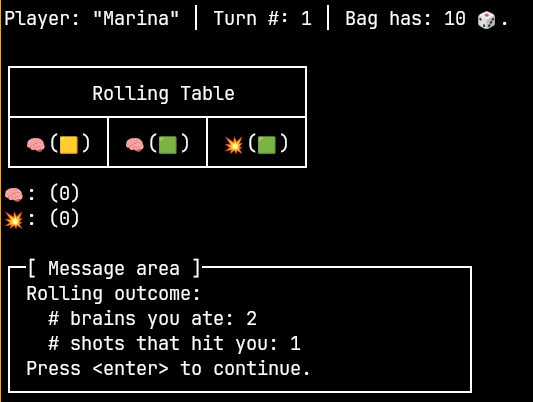 Player: "Marina" │ Turn #: 1 │ Bag has: 10 🎲.
Rolling Table
🧠(🟨) │ 🧠(🟩) │ 💥(🟩)
🧠: (0)
💥: (0)
[ Message area ]
Rolling outcome:
# brains you ate: 2
# shots that hit you: 1
Press <enter> to continue.